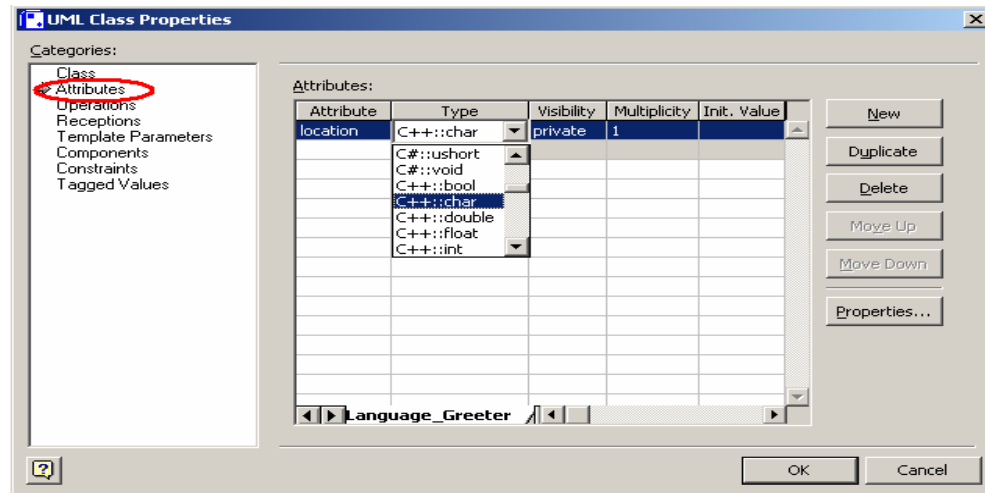 UML Class Properties
Categories:
Class
Attributes
Operations
Receptions
Template Parameters
Components
Constraints
Tagged Values
Attributes:
Attribute Type Visibility Multiplicity Init. Value
location C++::char private 1
C#::ushort
C#::void
C++::bool
C++::char
C++::double
C++::float
C++::int
Language_Greeter
New
Duplicate
Delete
Move Up
Move Down
Properties...
OK Cancel